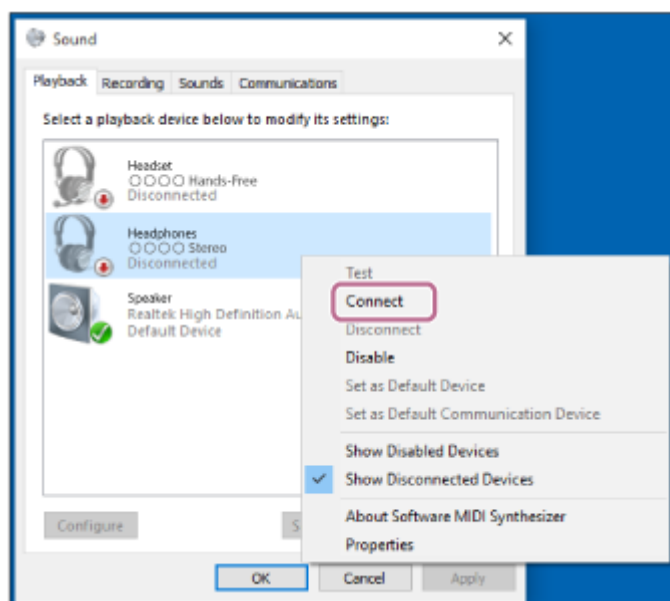 Sound
Playback Recording Sounds Communications
Select a playback device below to modify its settings:
Headset
○○○○ Hands-Free
Disconnected
Headphones
○○○○ Stereo
Disconnected
Speaker
Realtek High Definition Au
Default Device
Test
Connect
Disconnect
Disable
Set as Default Device
Set as Default Communication Device
Show Disabled Devices
Show Disconnected Devices
About Software MIDI Synthesizer
Properties
Configure
S
OK Cancel Apply